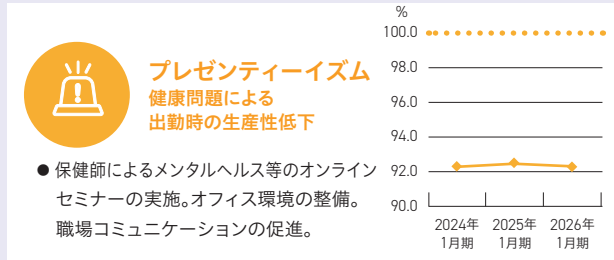 プレゼンティーイズム
健康問題による
出勤時の生産性低下
● 保健師によるメンタルヘルス等のオンライン
セミナーの実施。オフィス環境の整備。
職場コミュニケーションの促進。
%
100.0
98.0
96.0
94.0
92.0
90.0
2024年 2025年 2026年
1月期 1月期 1月期